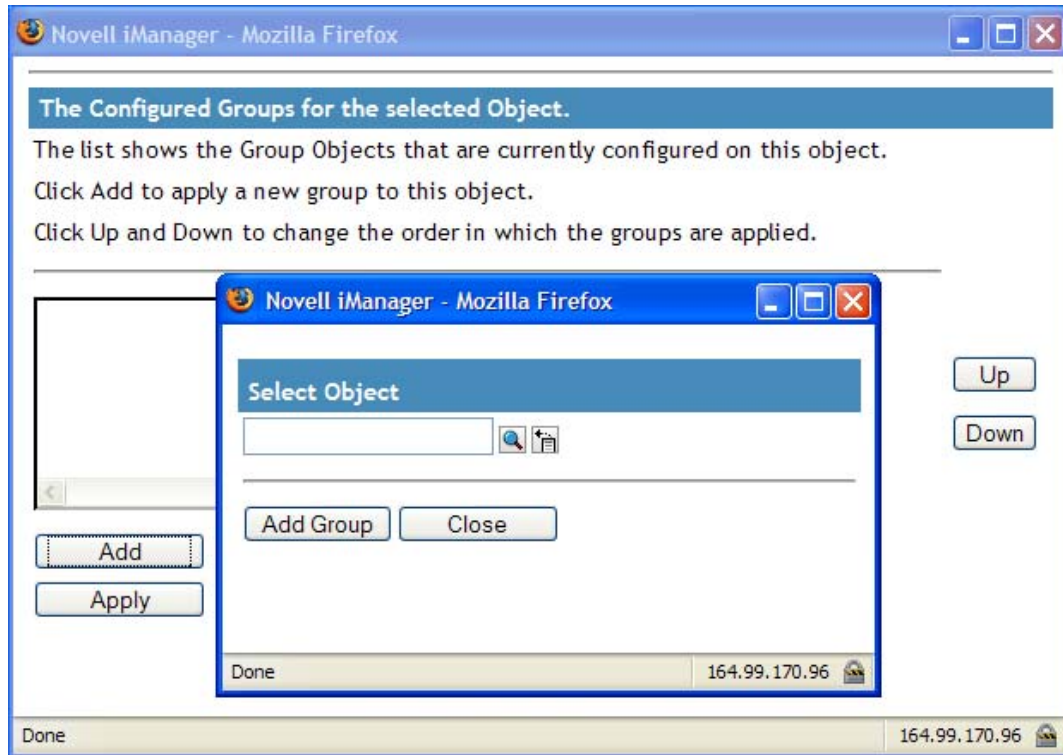 Novell iManager - Mozilla Firefox
The Configured Groups for the selected Object.
The list shows the Group Objects that are currently configured on this object.
Click Add to apply a new group to this object.
Click Up and Down to change the order in which the groups are applied.
Novell iManager - Mozilla Firefox
Select Object
Add Group
Close
Done
164.99.170.96
Up
Down
Add
Apply
Done
164.99.170.96